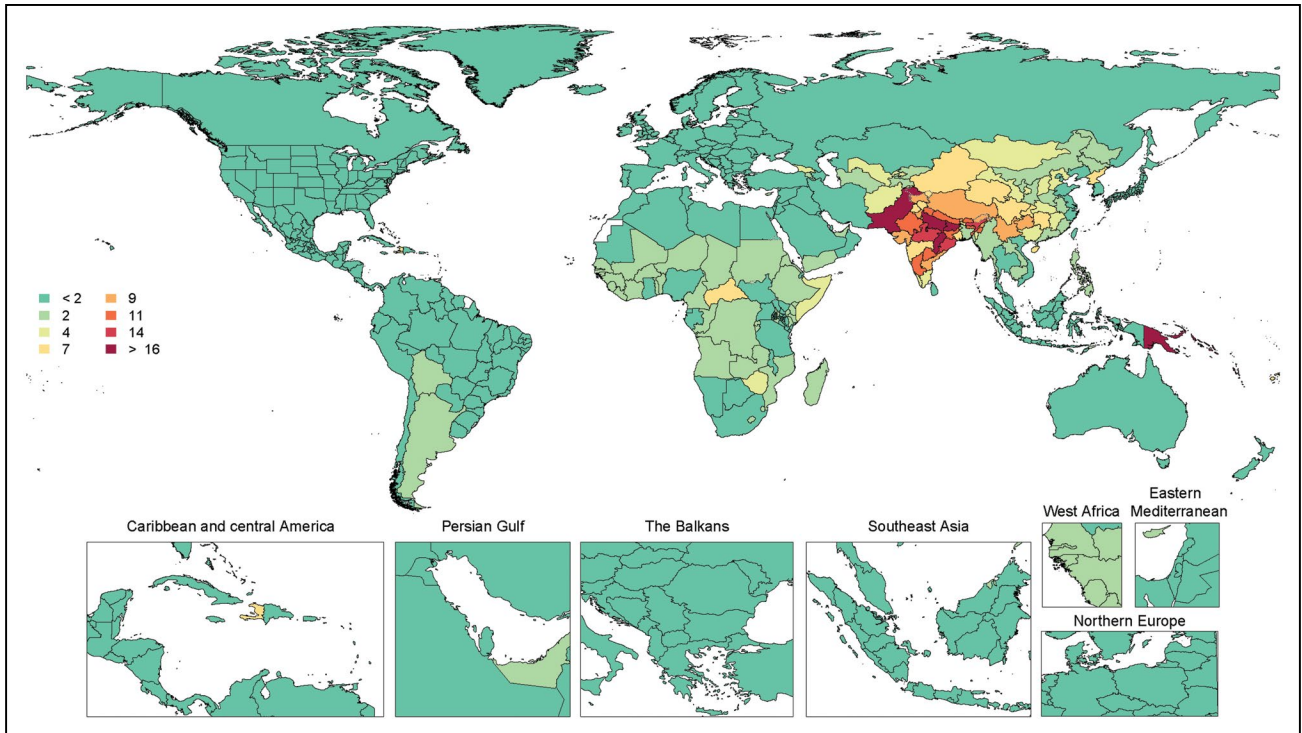 < 2
2
4
7
9
11
14
> 16
Caribbean and central America
Persian Gulf
The Balkans
Southeast Asia
West Africa
Eastern
Mediterranean
Northern Europe